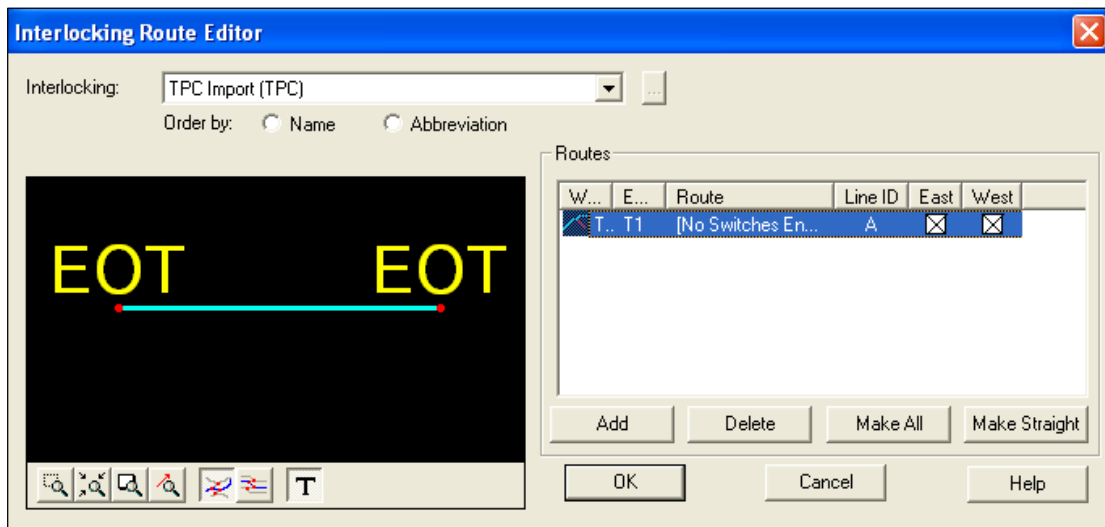 Interlocking Route Editor
Interlocking: TPC Import (TPC) ...
Order by: Name Abbreviation
Routes
W... E... Route Line ID East West
T.. T1 [No Switches En... A
EOT EOT
Add Delete Make All Make Straight
T
OK Cancel Help